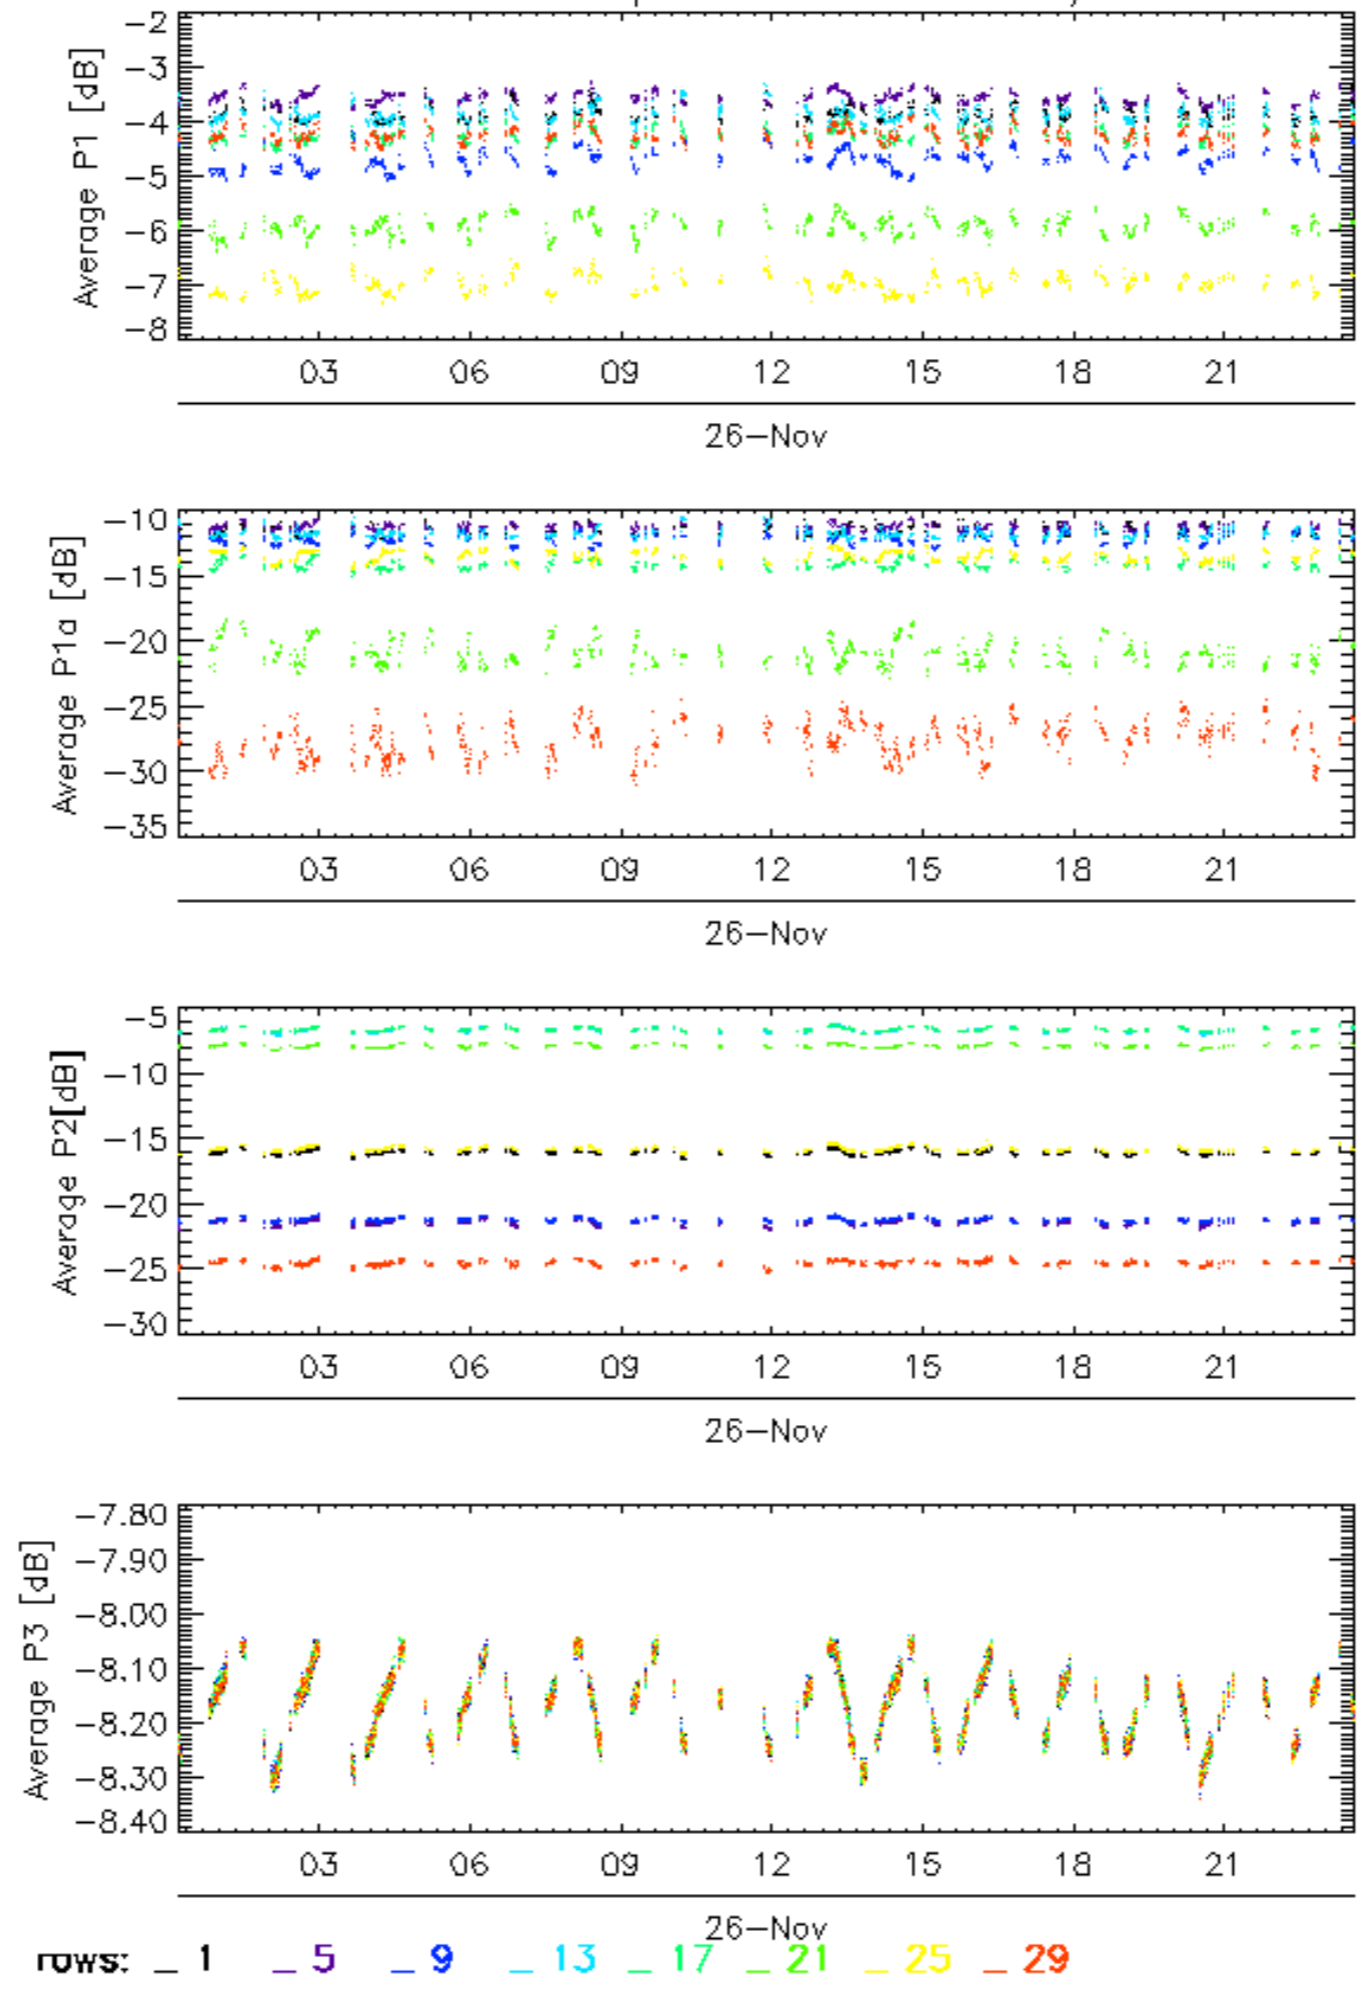 Average P1 [dB]
-2
-3
-4
-5
-6
-7
-8
03 06 09 12 15 18 21
26-Nov
Average P1a [dB]
-10
-15
-20
-25
-30
-35
03 06 09 12 15 18 21
26-Nov
Average P2[dB]
-5
-10
-15
-20
-25
-30
03 06 09 12 15 18 21
26-Nov
Average P3 [dB]
-7.80
-7.90
-8.00
-8.10
-8.20
-8.30
-8.40
03 06 09 12 15 18 21
26-Nov
rows: _ 1 _ 5 _ 9 _ 13 _ 17 _ 21 _ 25 _ 29